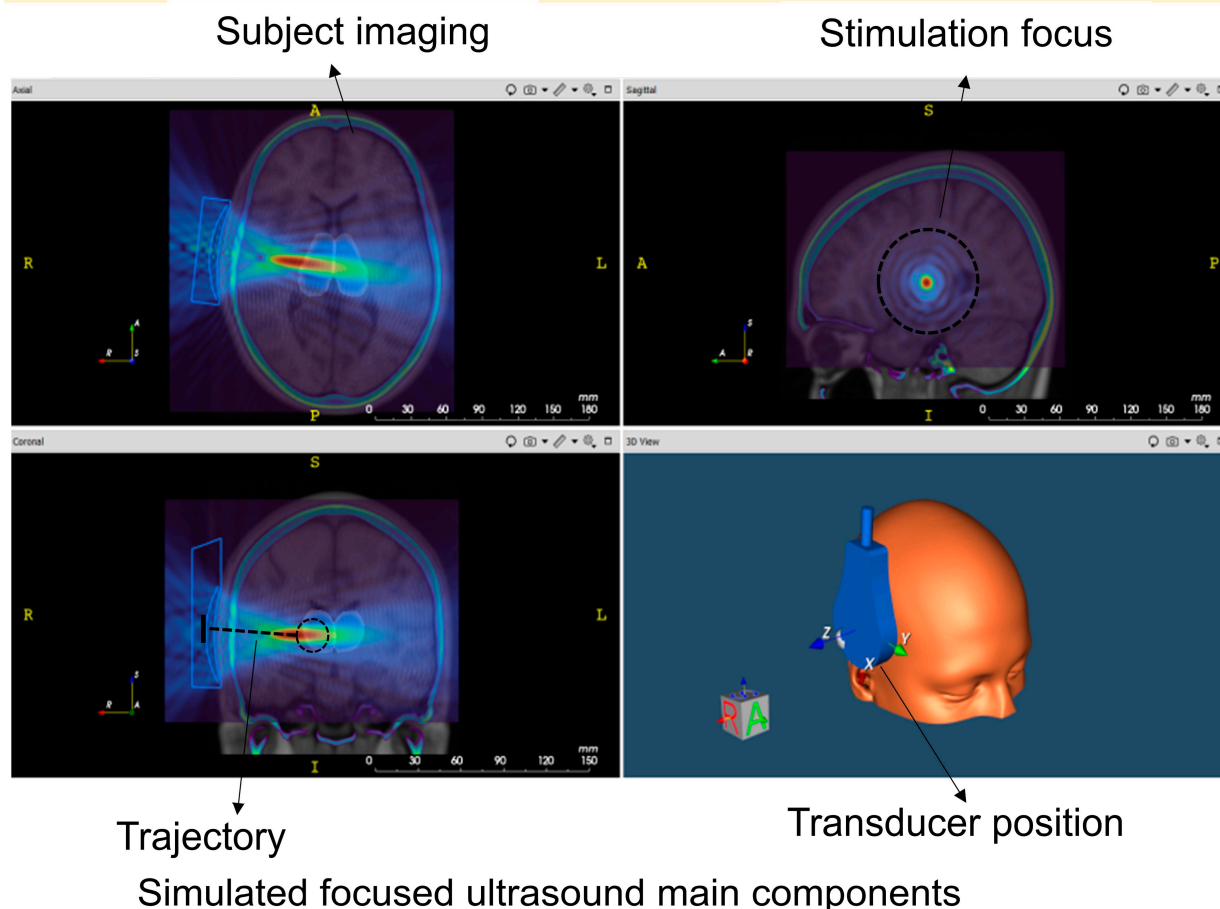 Subject imaging
Stimulation focus
Axial
A
R
L
P
A
R
S
mm
0 30 60 90 120 150 180
Sagittal
S
A
P
I
S
A
R
mm
0 30 60 90 120 150 180
Coronal
S
R
L
I
S
R
A
mm
0 30 60 90 120 150
3D View
Z
Y
X
R
A
Trajectory
Transducer position
Simulated focused ultrasound main components